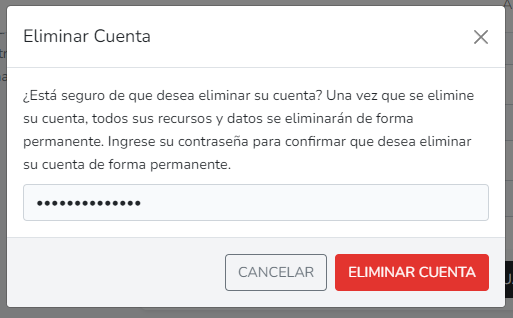 Eliminar Cuenta
¿Está seguro de que desea eliminar su cuenta? Una vez que se elimine
su cuenta, todos sus recursos y datos se eliminarán de forma
permanente. Ingrese su contraseña para confirmar que desea eliminar
su cuenta de forma permanente.
••••••••••••••
CANCELAR ELIMINAR CUENTA